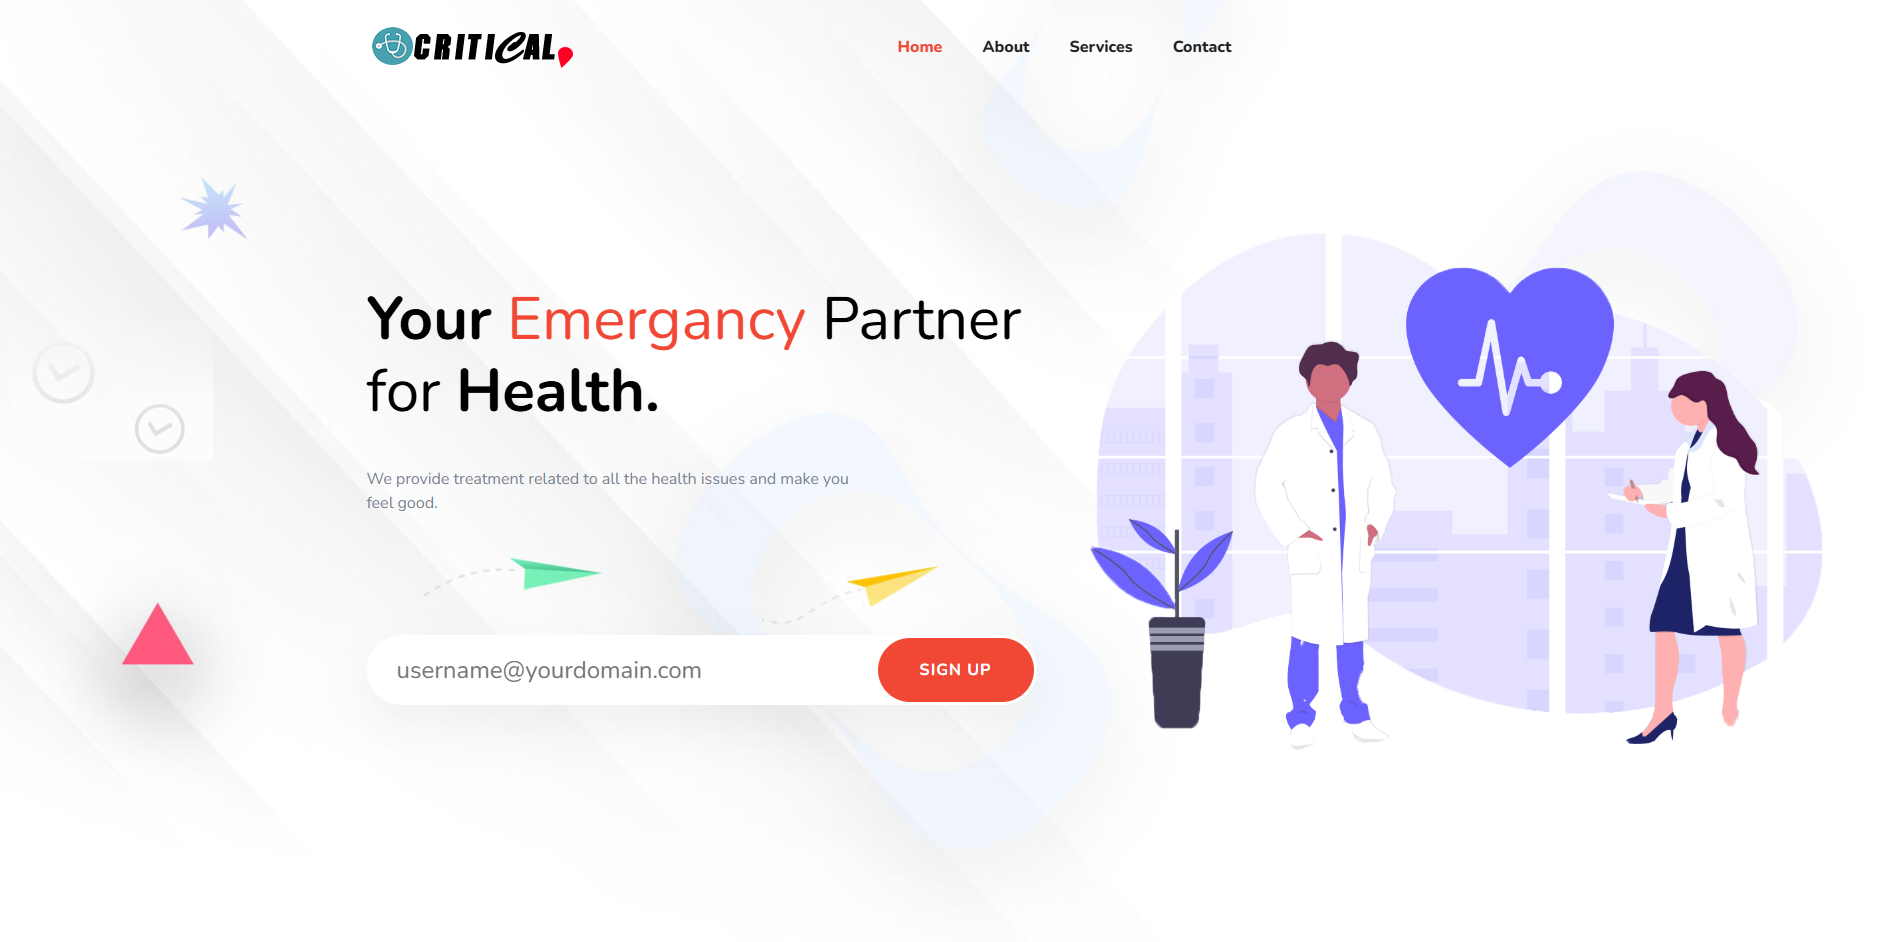 CRITICAL
Home About Services Contact
Your Emergancy Partner
for Health.
We provide treatment related to all the health issues and make you
feel good.
username@yourdomain.com
SIGN UP